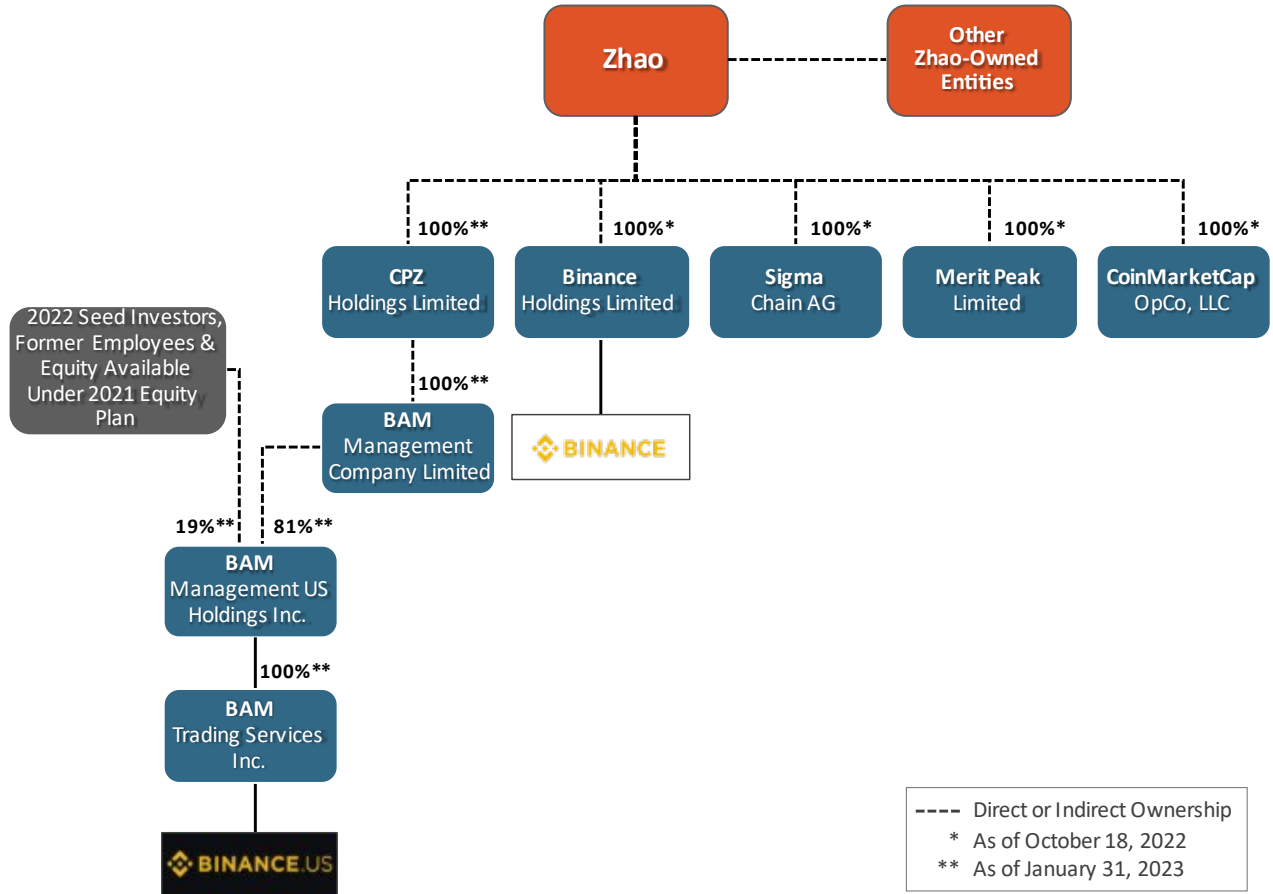 Zhao
Other
Zhao-Owned
Entities
100%**
100%*
100%*
100%*
100%*
CPZ
Holdings Limited
Binance
Holdings Limited
Sigma
Chain AG
Merit Peak
Limited
CoinMarketCap
OpCo, LLC
2022 Seed Investors,
Former Employees &
Equity Available
Under 2021 Equity
Plan
100%**
BAM
Management
Company Limited
BINANCE
19%**
81%**
BAM
Management US
Holdings Inc.
100%**
BAM
Trading Services
Inc.
BINANCE.US
Direct or Indirect Ownership
* As of October 18, 2022
** As of January 31, 2023